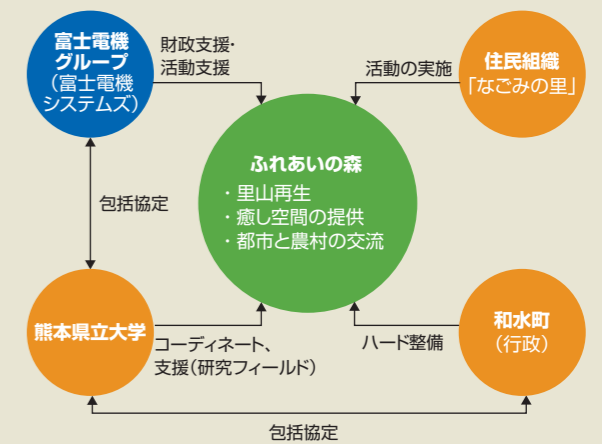 富士電機
グループ
(富士電機
システムズ)
財政支援・
活動支援
活動の実施
住民組織
「なごみの里」
ふれあいの森
・里山再生
・癒し空間の提供
・都市と農村の交流
包括協定
熊本県立大学
コーディネート、
支援(研究フィールド)
ハード整備
和水町
(行政)
包括協定